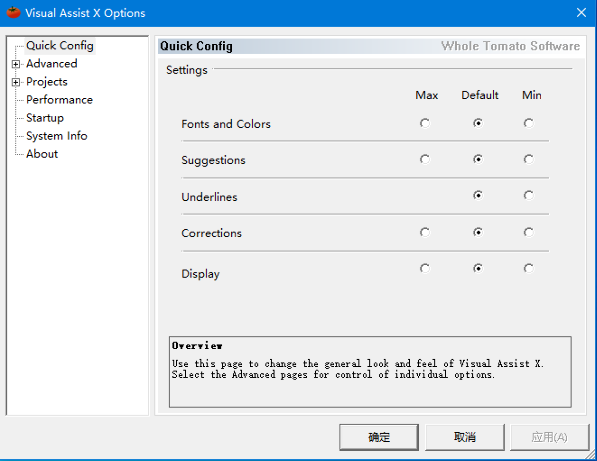 Visual Assist X Options
Quick Config
Advanced
Projects
Performance
Startup
System Info
About
Quick Config Whole Tomato Software
Settings
Max Default Min
Fonts and Colors
Suggestions
Underlines
Corrections
Display
Overview
Use this page to change the general look and feel of Visual Assist X.
Select the Advanced pages for control of individual options.
确定 取消 应用(A)